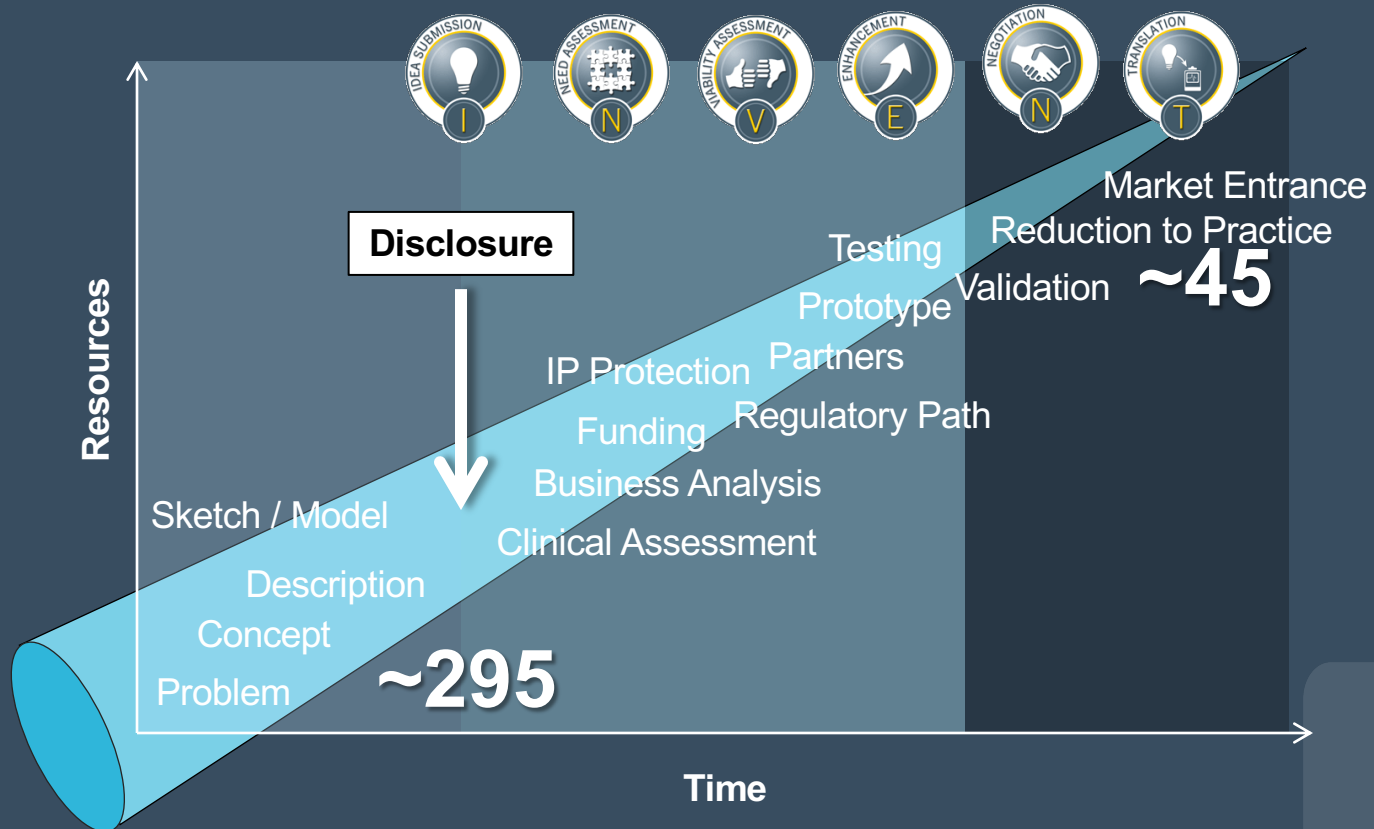 IDEA SUBMISSION
I
NEED ASSESSMENT
N
VIABILITY ASSESSMENT
V
ENHANCEMENT
E
NEGOTIATION
N
TRANSLATION
T
Resources
Disclosure
Market Entrance
Reduction to Practice
Validation
~45
Testing
Prototype
Partners
Regulatory Path
IP Protection
Funding
Business Analysis
Clinical Assessment
Sketch / Model
Description
Concept
Problem
~295
Time